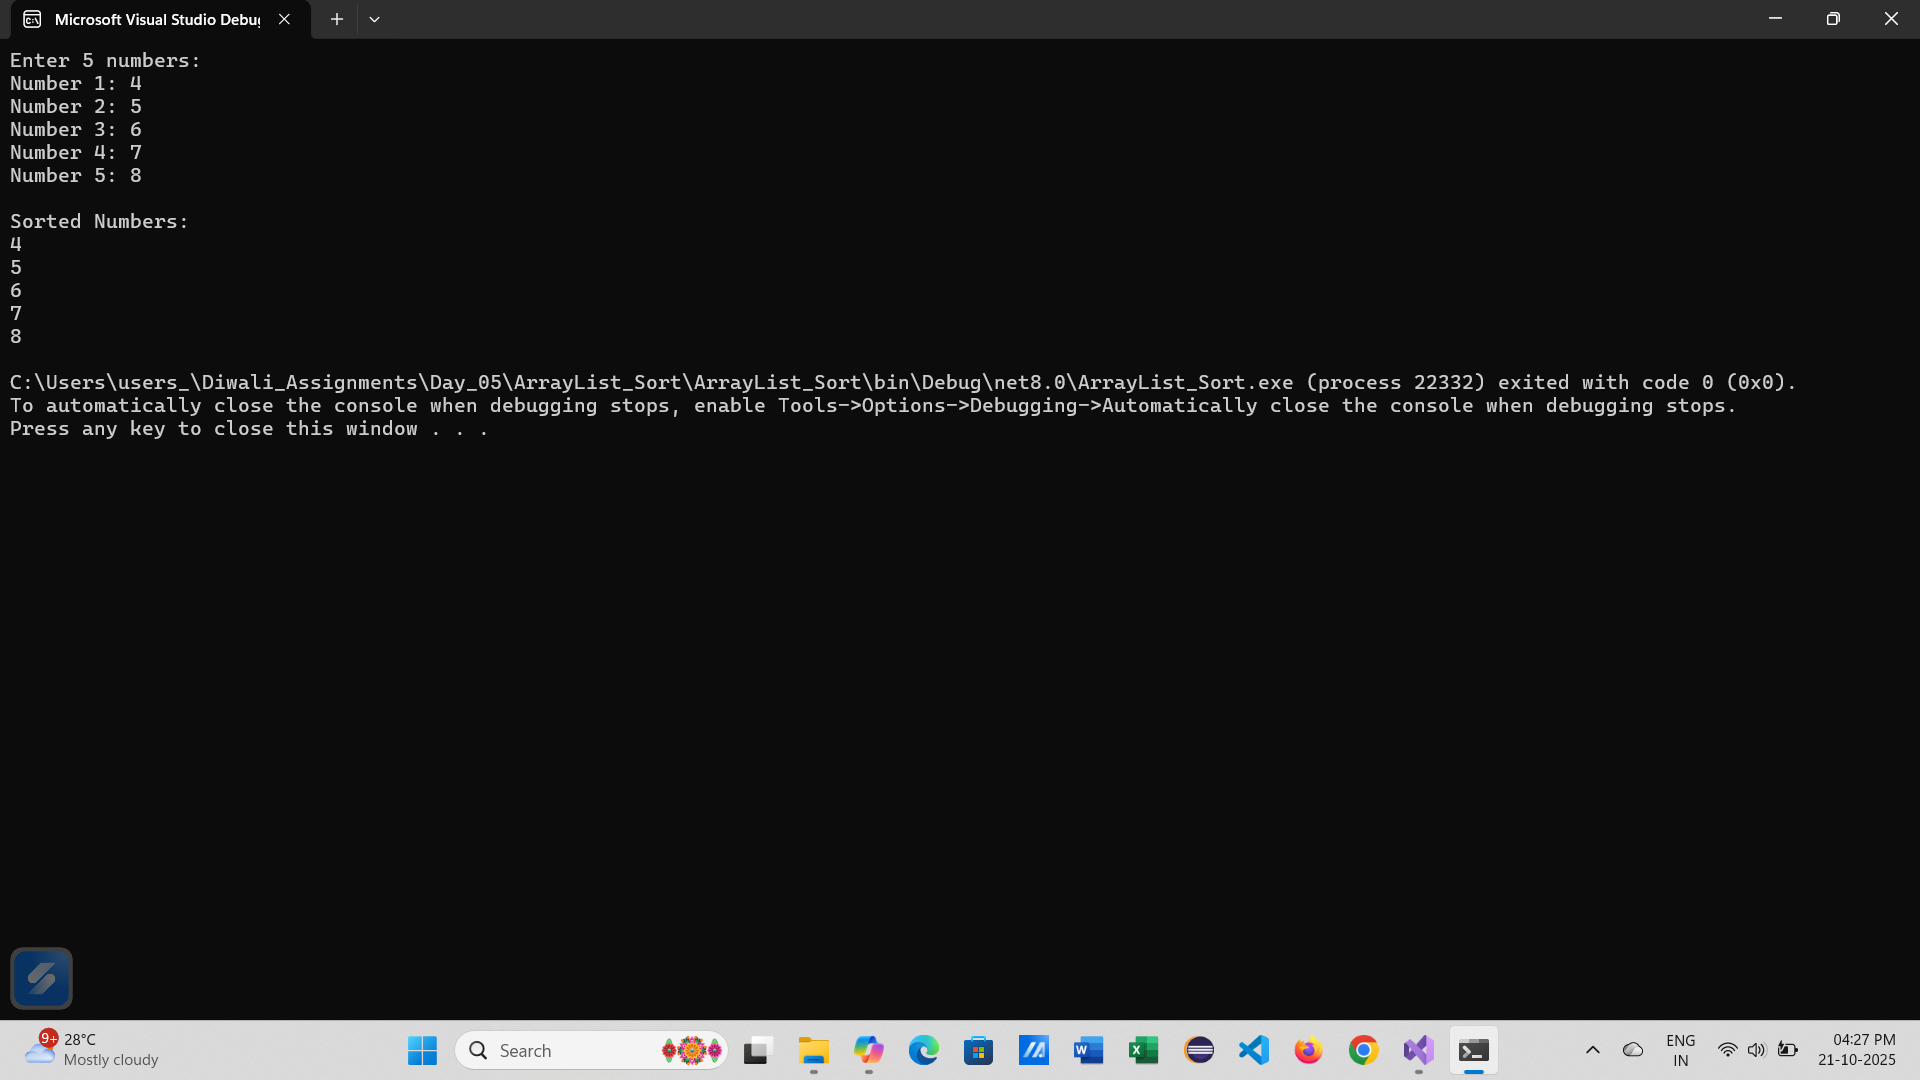 Microsoft Visual Studio Debug
Enter 5 numbers:
Number 1: 4
Number 2: 5
Number 3: 6
Number 4: 7
Number 5: 8
Sorted Numbers:
4
5
6
7
8
C:\Users\users_\Diwali_Assignments\Day_05\ArrayList_Sort\ArrayList_Sort\bin\Debug\net8.0\ArrayList_Sort.exe (process 22332) exited with code 0 (0x0).
To automatically close the console when debugging stops, enable Tools->Options->Debugging->Automatically close the console when debugging stops.
Press any key to close this window . . .
9+
28°C
Mostly cloudy
Search
ENG
IN
04:27 PM
21-10-2025